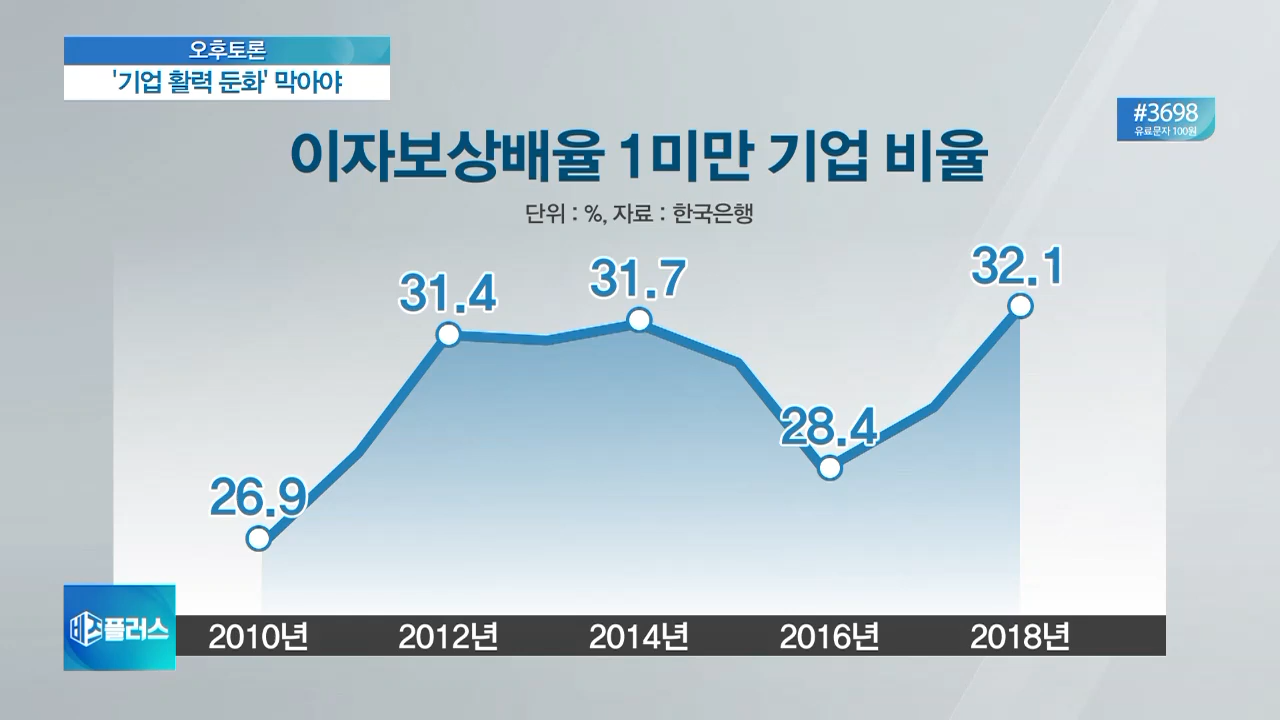 오후토론
'기업 활력 둔화' 막아야
#3698
유료문자 100원
이자보상배율 1미만 기업 비율
단위 : %, 자료 : 한국은행
26.9
31.4
31.7
28.4
32.1
플러스
2010년
2012년
2014년
2016년
2018년